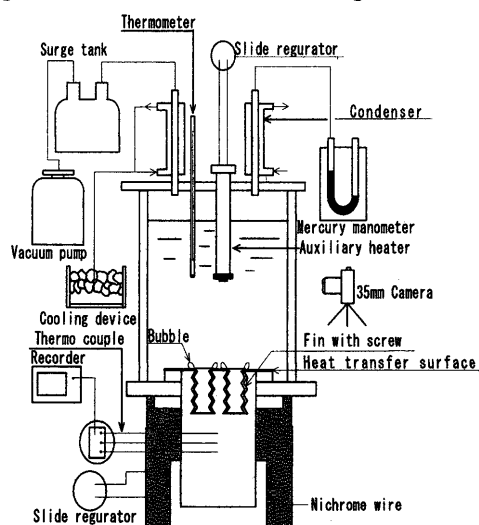 Thermometer
Surge tank
Slide regurator
Condenser
Mercury manometer
Auxiliary heater
Vacuum pump
35mm Camera
Cooling device
Bubble
Fin with screw
Thermo couple
Heat transfer surface
Recorder
Slide regurator
Nichrome wire